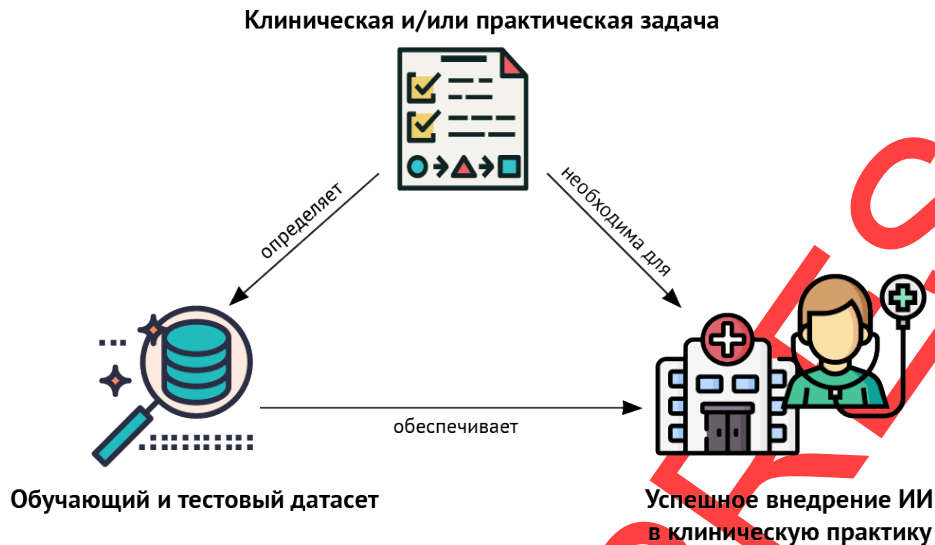 Клиническая и/или практическая задача
определяет
необходима для
обеспечивает
Обучающий и тестовый датасет
Успешное внедрение ИИ
в клиническую практику